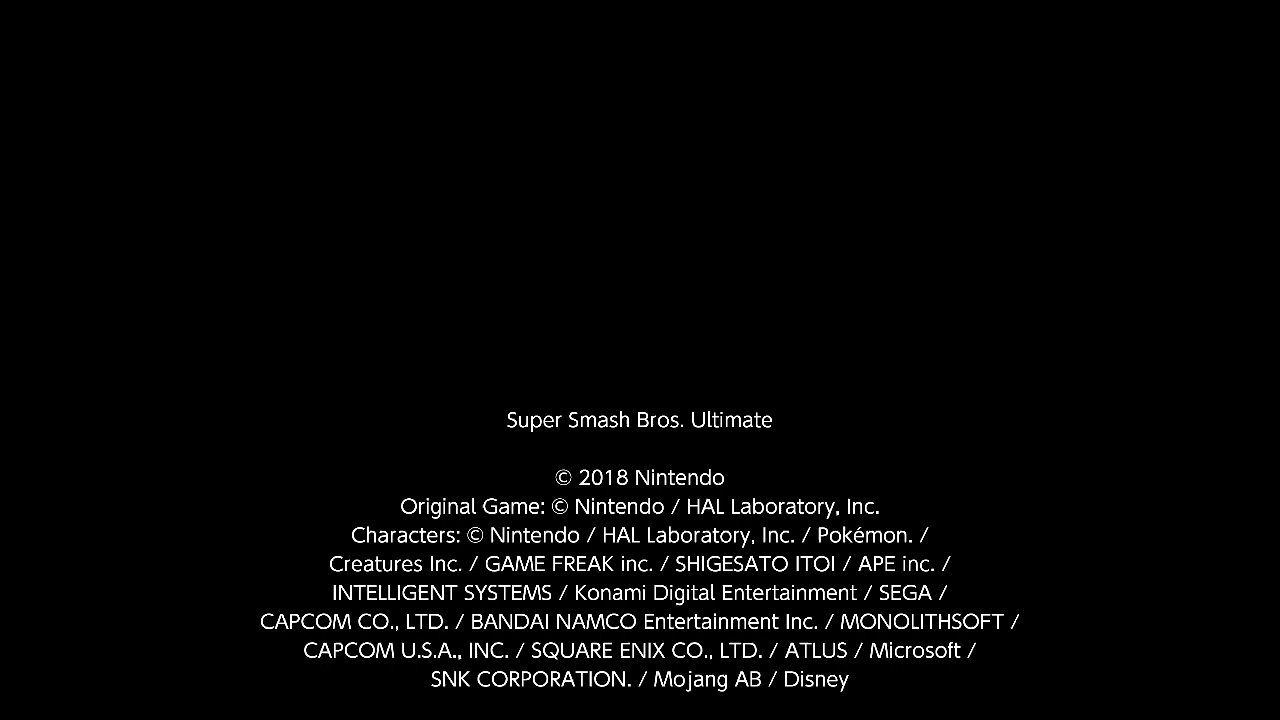 Super Smash Bros. Ultimate
© 2018 Nintendo
Original Game: © Nintendo / HAL Laboratory, Inc.
Characters: © Nintendo / HAL Laboratory, Inc. / Pokémon. /
Creatures Inc. / GAME FREAK inc. / SHIGESATO ITOI / APE inc. /
INTELLIGENT SYSTEMS / Konami Digital Entertainment / SEGA /
CAPCOM CO., LTD. / BANDAI NAMCO Entertainment Inc. / MONOLITHSOFT /
CAPCOM U.S.A., INC. / SQUARE ENIX CO., LTD. / ATLUS / Microsoft /
SNK CORPORATION. / Mojang AB / Disney